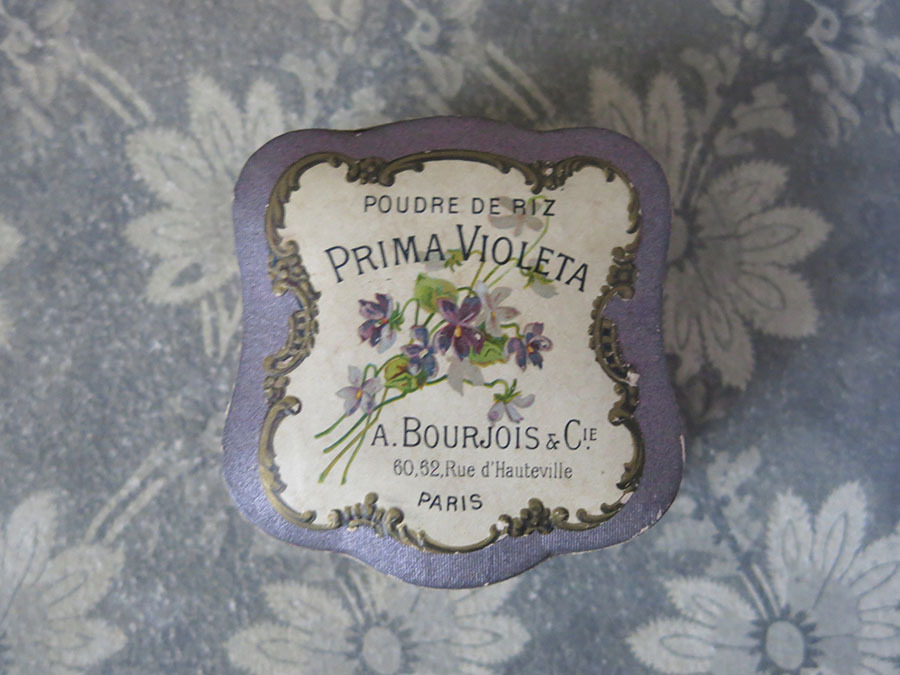 POUDRE DE RIZ
PRIMA VIOLETA
A. BOURJOIS & CIE
60,62, Rue d'Hauteville
PARIS